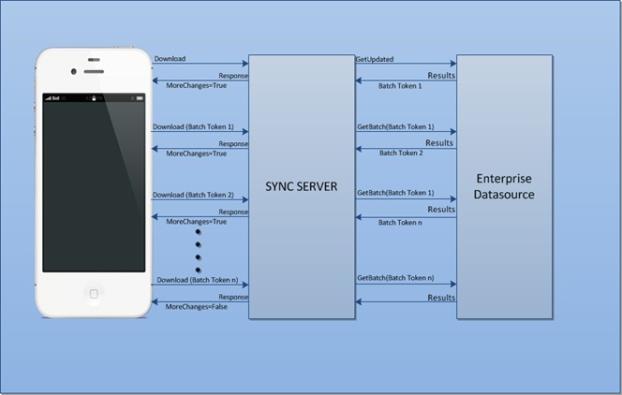 Download
GetUpdated
Response
Results
MoreChanges=True
Batch Token 1
Download (Batch Token 1)
GetBatch(Batch Token 1)
Response
Results
MoreChanges=True
Batch Token 2
SYNC SERVER
Enterprise
Datasource
Download (Batch Token 2)
GetBatch(Batch Token 1)
Response
Results
MoreChanges=True
Batch Token n
Download (Batch Token n)
GetBatch(Batch Token n)
Response
Results
MoreChanges=False